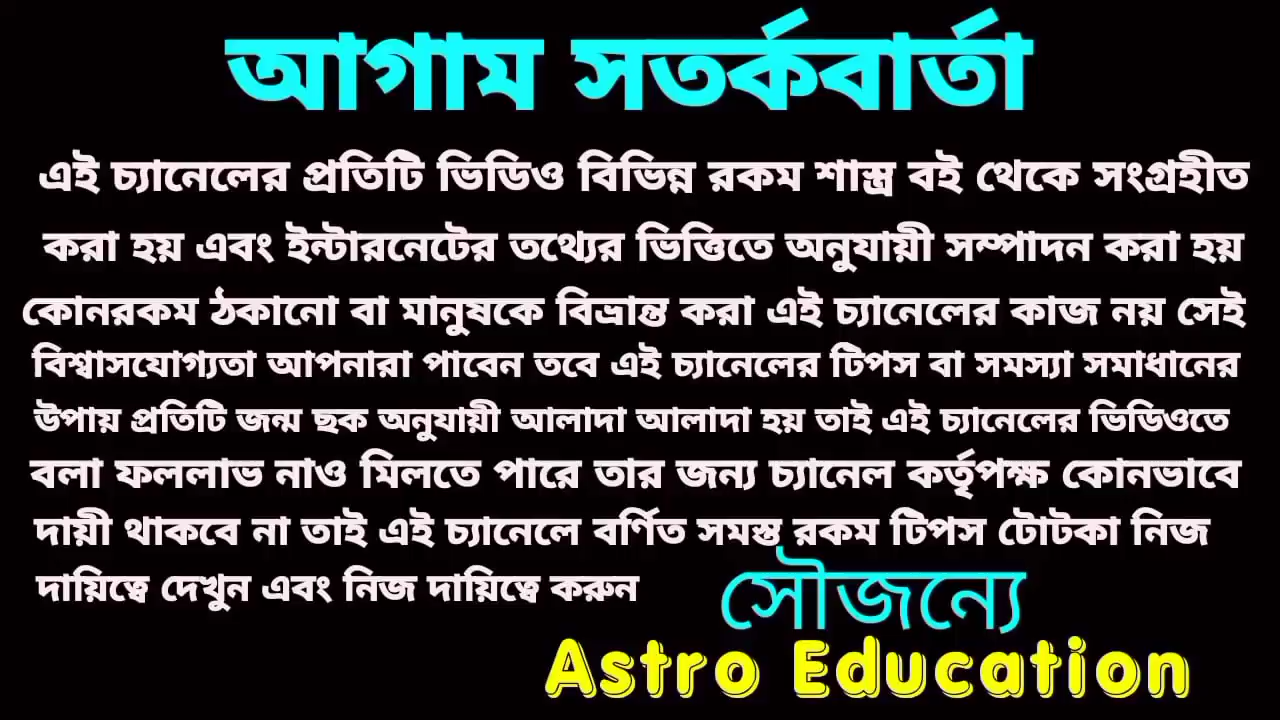 আগাম সতর্কবার্তা
এই চ্যানেলের প্রতিটি ভিডিও বিভিন্ন রকম শাস্ত্র বই থেকে সংগ্রহীত
করা হয় এবং ইন্টারনেটের তথ্যের ভিত্তিতে অনুযায়ী সম্পাদন করা হয়
কোনরকম ঠকানো বা মানুষকে বিভ্রান্ত করা এই চ্যানেলের কাজ নয় সেই
বিশ্বাসযোগ্যতা আপনারা পাবেন তবে এই চ্যানেলের টিপস বা সমস্যা সমাধানের
উপায় প্রতিটি জন্ম ছক অনুযায়ী আলাদা আলাদা হয় তাই এই চ্যানেলের ভিডিওতে
বলা ফললাভ নাও মিলতে পারে তার জন্য চ্যানেল কর্তৃপক্ষ কোনভাবে
দায়ী থাকবে না তাই এই চ্যানেলে বর্ণিত সমস্ত রকম টিপস টোটকা নিজ
দায়িত্বে দেখুন এবং নিজ দায়িত্বে করুন
সৌজন্যে
Astro Education